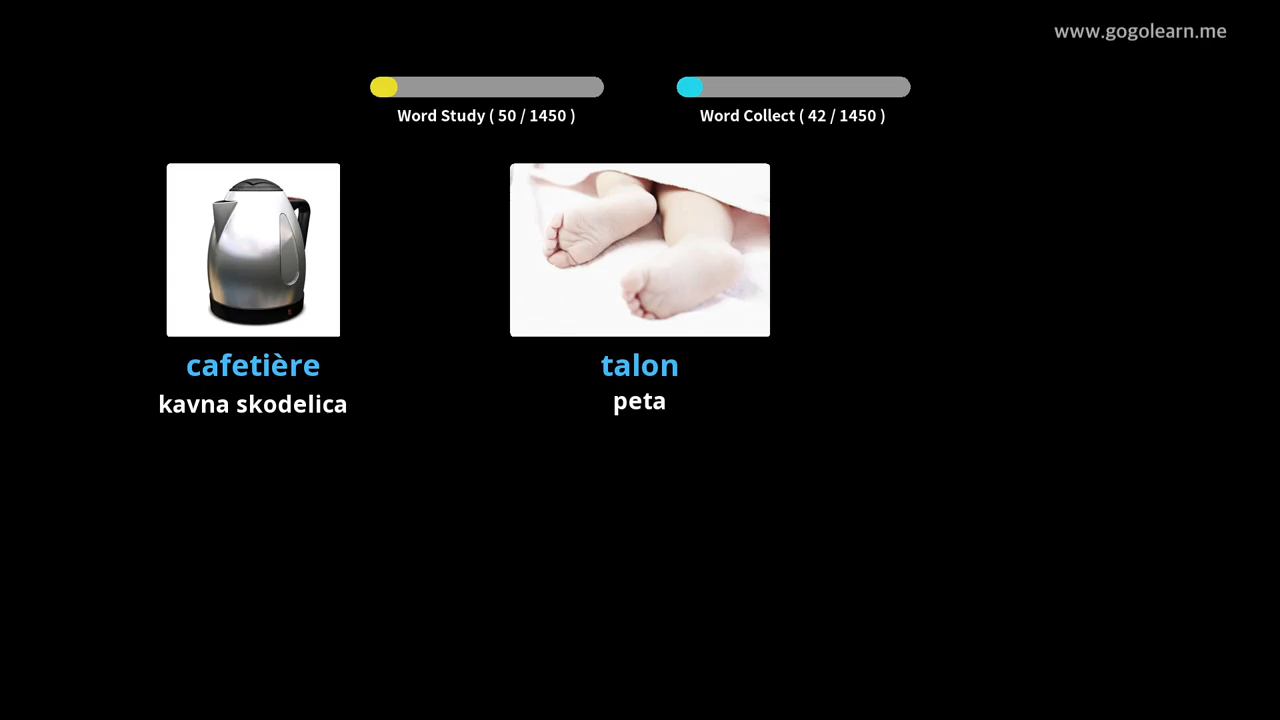 www.gogolearn.me
Word Study ( 50 / 1450 )
Word Collect ( 42 / 1450 )
cafetière
kavna skodelica
talon
peta